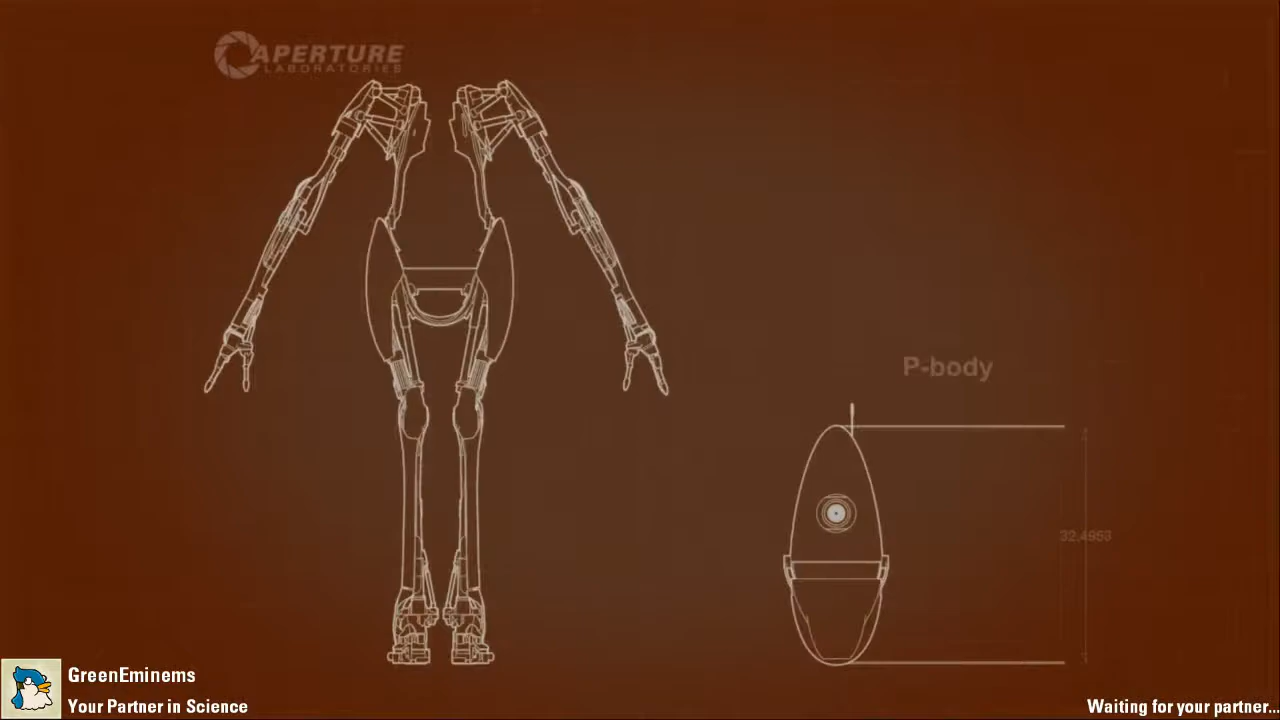 APERTURE
LABORATORIES
P-body
32.4953
GreenEminems
Your Partner in Science
Waiting for your partner...